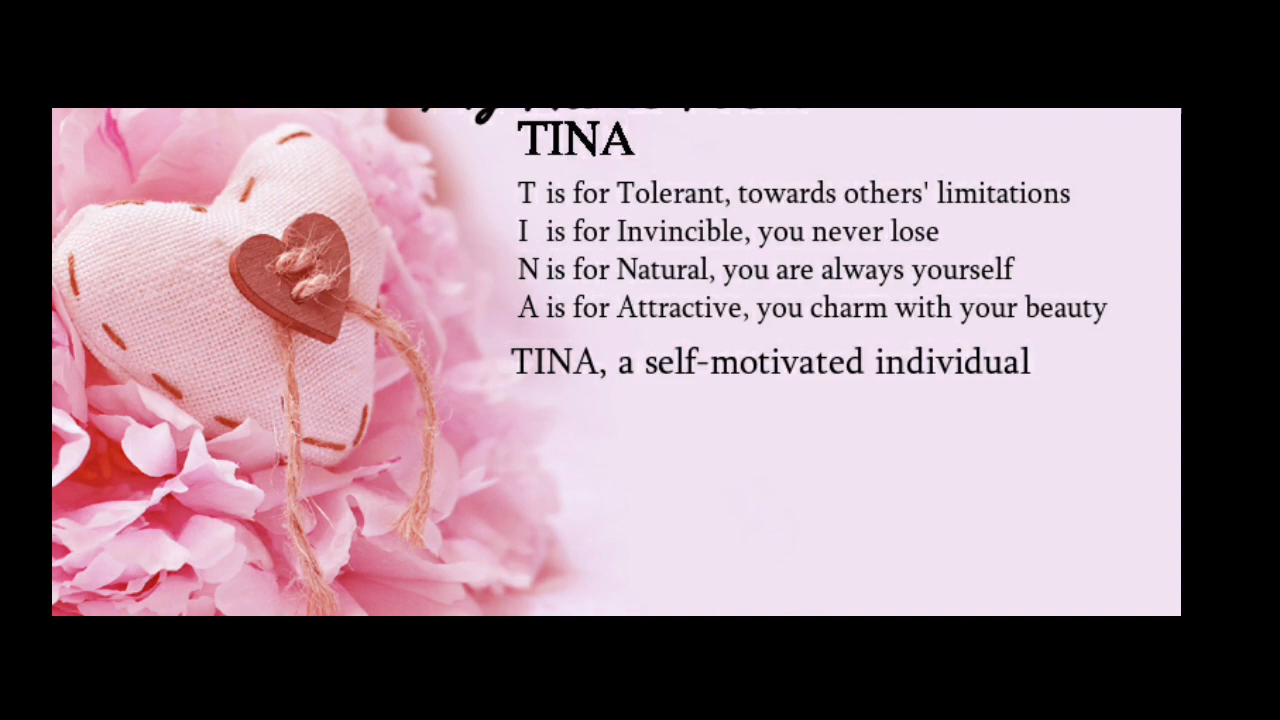 TINA
T is for Tolerant, towards others' limitations
I is for Invincible, you never lose
N is for Natural, you are always yourself
A is for Attractive, you charm with your beauty
TINA, a self-motivated individual